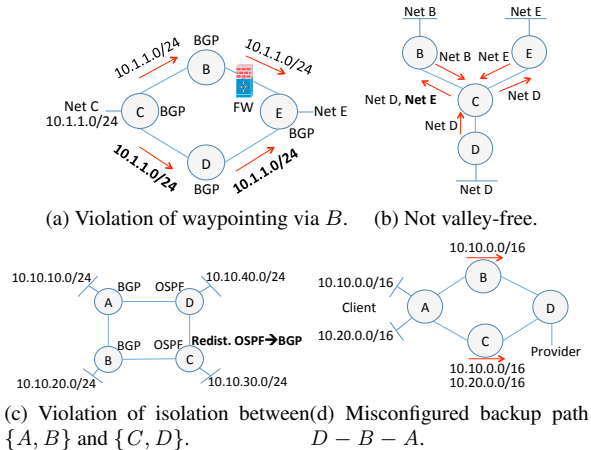 BGP
10.1.1.0/24
10.1.1.0/24
B
FW
Net C
10.1.1.0/24
C
BGP
E
Net E
BGP
10.1.1.0/24
D
10.1.1.0/24
BGP
(a) Violation of waypointing via B.
Net B
Net E
B
E
Net B
Net E
Net D, Net E
C
Net D
D
Net D
(b) Not valley-free.
10.10.10.0/24
BGP
OSPF
10.10.40.0/24
A
D
BGP
OSPF
Redist. OSPF→BGP
B
C
10.10.20.0/24
10.10.30.0/24
(c) Violation of isolation between
{A, B} and {C, D}.
10.10.0.0/16
10.10.0.0/16
B
Client
A
D
10.20.0.0/16
C
Provider
10.10.0.0/16
10.20.0.0/16
(d) Misconfigured backup path
D − B − A.